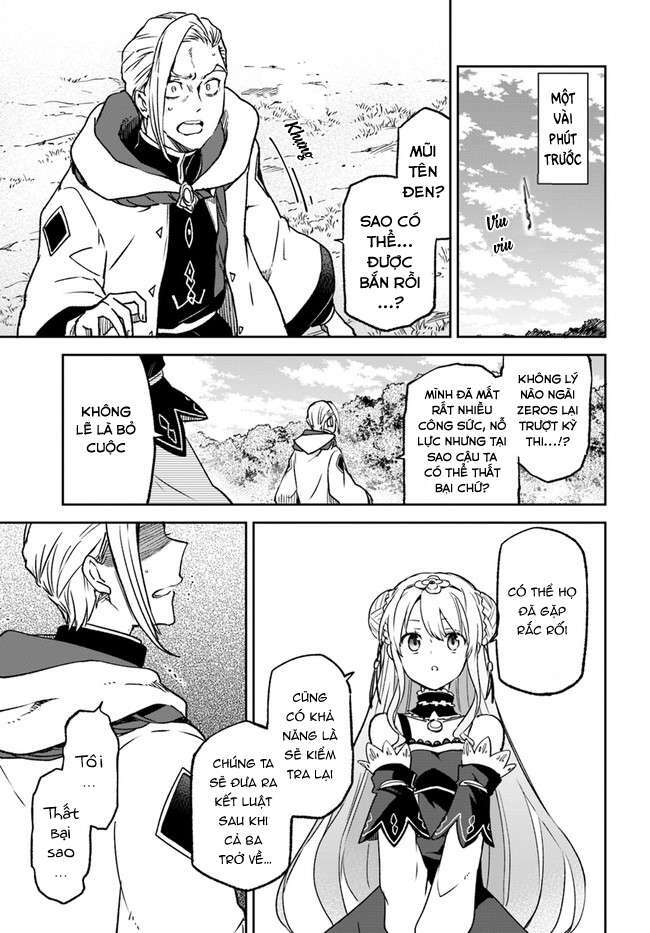 MỘT
VÀI
PHÚT
TRƯỚC
Viu
viu
MŨI
TÊN
ĐEN?
SAO CÓ
THỂ...
ĐƯỢC
BẮN RỒI
...?
Khựng
KHÔNG LÝ
NÀO NGÀI
ZEROS LẠI
TRƯỢT KỲ
THI...!?
MÌNH ĐÃ MẤT
RẤT NHIỀU
CÔNG SỨC, NỖ
LỰC NHƯNG TẠI
SAO CẬU TA
CÓ THỂ THẤT
BẠI CHỨ?
KHÔNG
LẼ LÀ BỎ
CUỘC
CÓ THỂ HỌ
ĐÃ GẶP
RẮC RỐI
CŨNG
CÓ KHẢ
NĂNG LÀ SẼ
KIỂM
TRA LẠI
CHÚNG TA
SẼ ĐƯA RA
KẾT LUẬT
SAU KHI
CẢ BA
TRỞ VỀ...
Tôi
...
Thất
Bại
sao
...